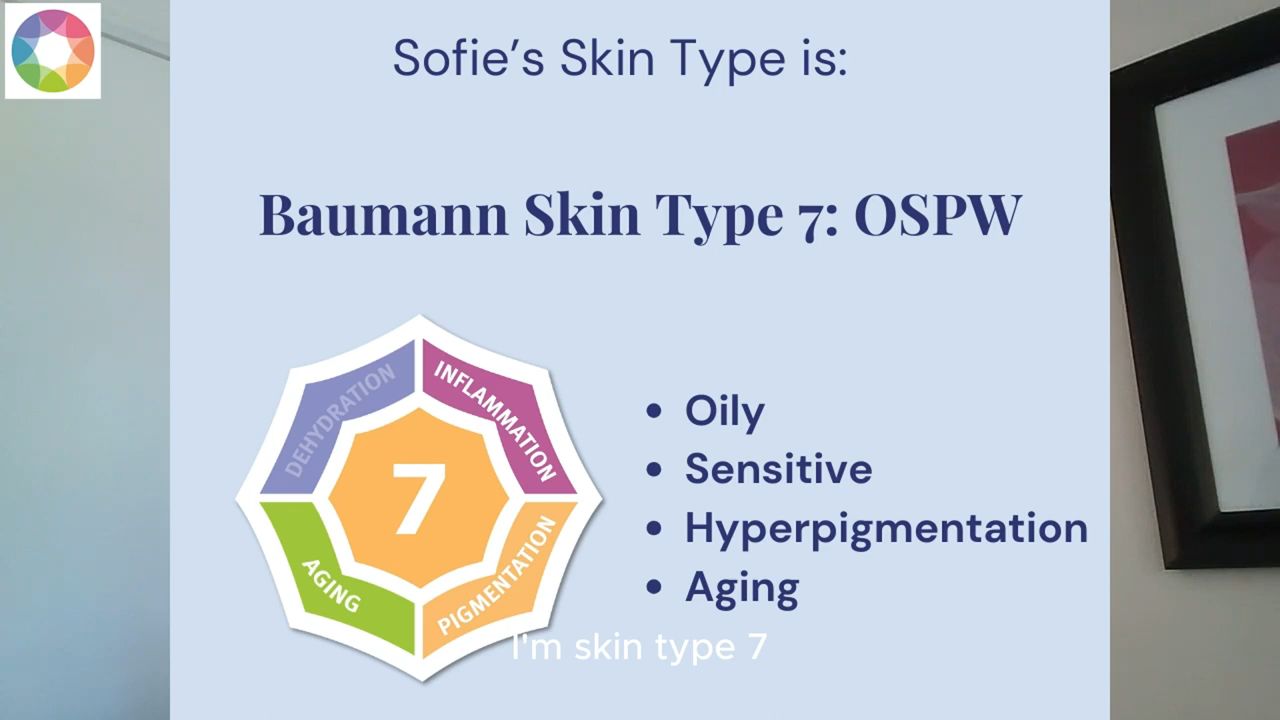 Sofie's Skin Type is:
Baumann Skin Type 7: OSPW
DEHYDRATION
INFLAMMATION
7
AGING
PIGMENTATION
• Oily
• Sensitive
• Hyperpigmentation
• Aging
I'm skin type 7